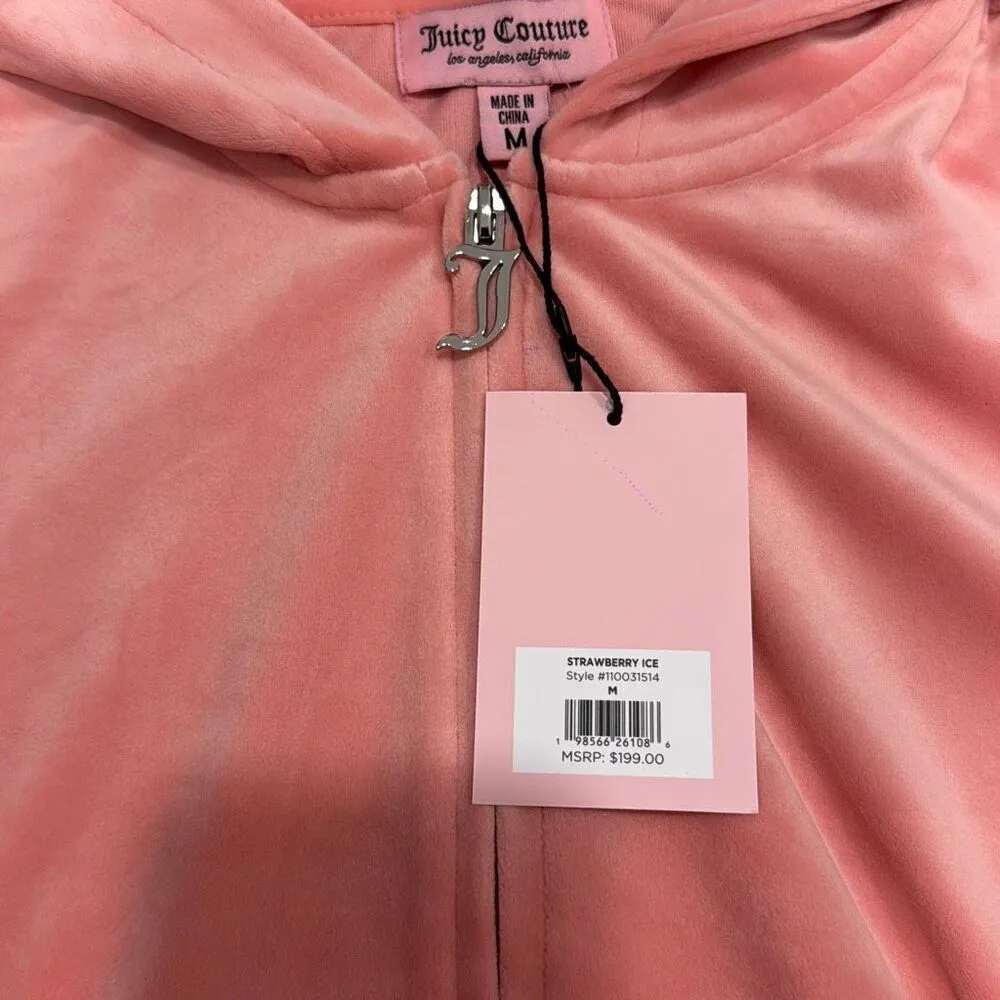 Juicy Couture
los angeles, california
MADE IN
CHINA
M
J
STRAWBERRY ICE
Style #110031514
M
1 98566 26108 6
MSRP: $199.00